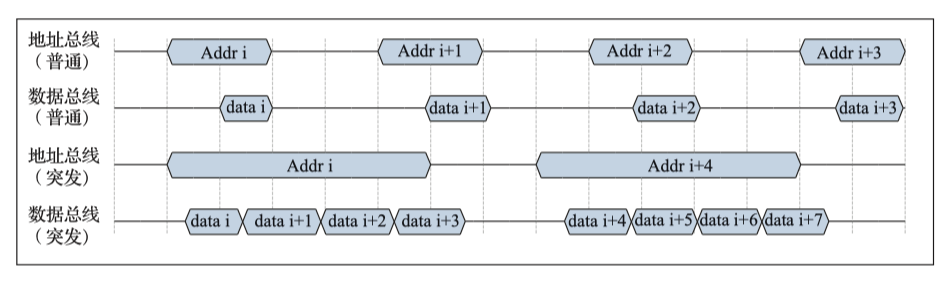 地址总线
（普通）
Addr i
Addr i+1
Addr i+2
Addr i+3
数据总线
（普通）
data i
data i+1
data i+2
data i+3
地址总线
（突发）
Addr i
Addr i+4
数据总线
（突发）
data i
data i+1
data i+2
data i+3
data i+4
data i+5
data i+6
data i+7